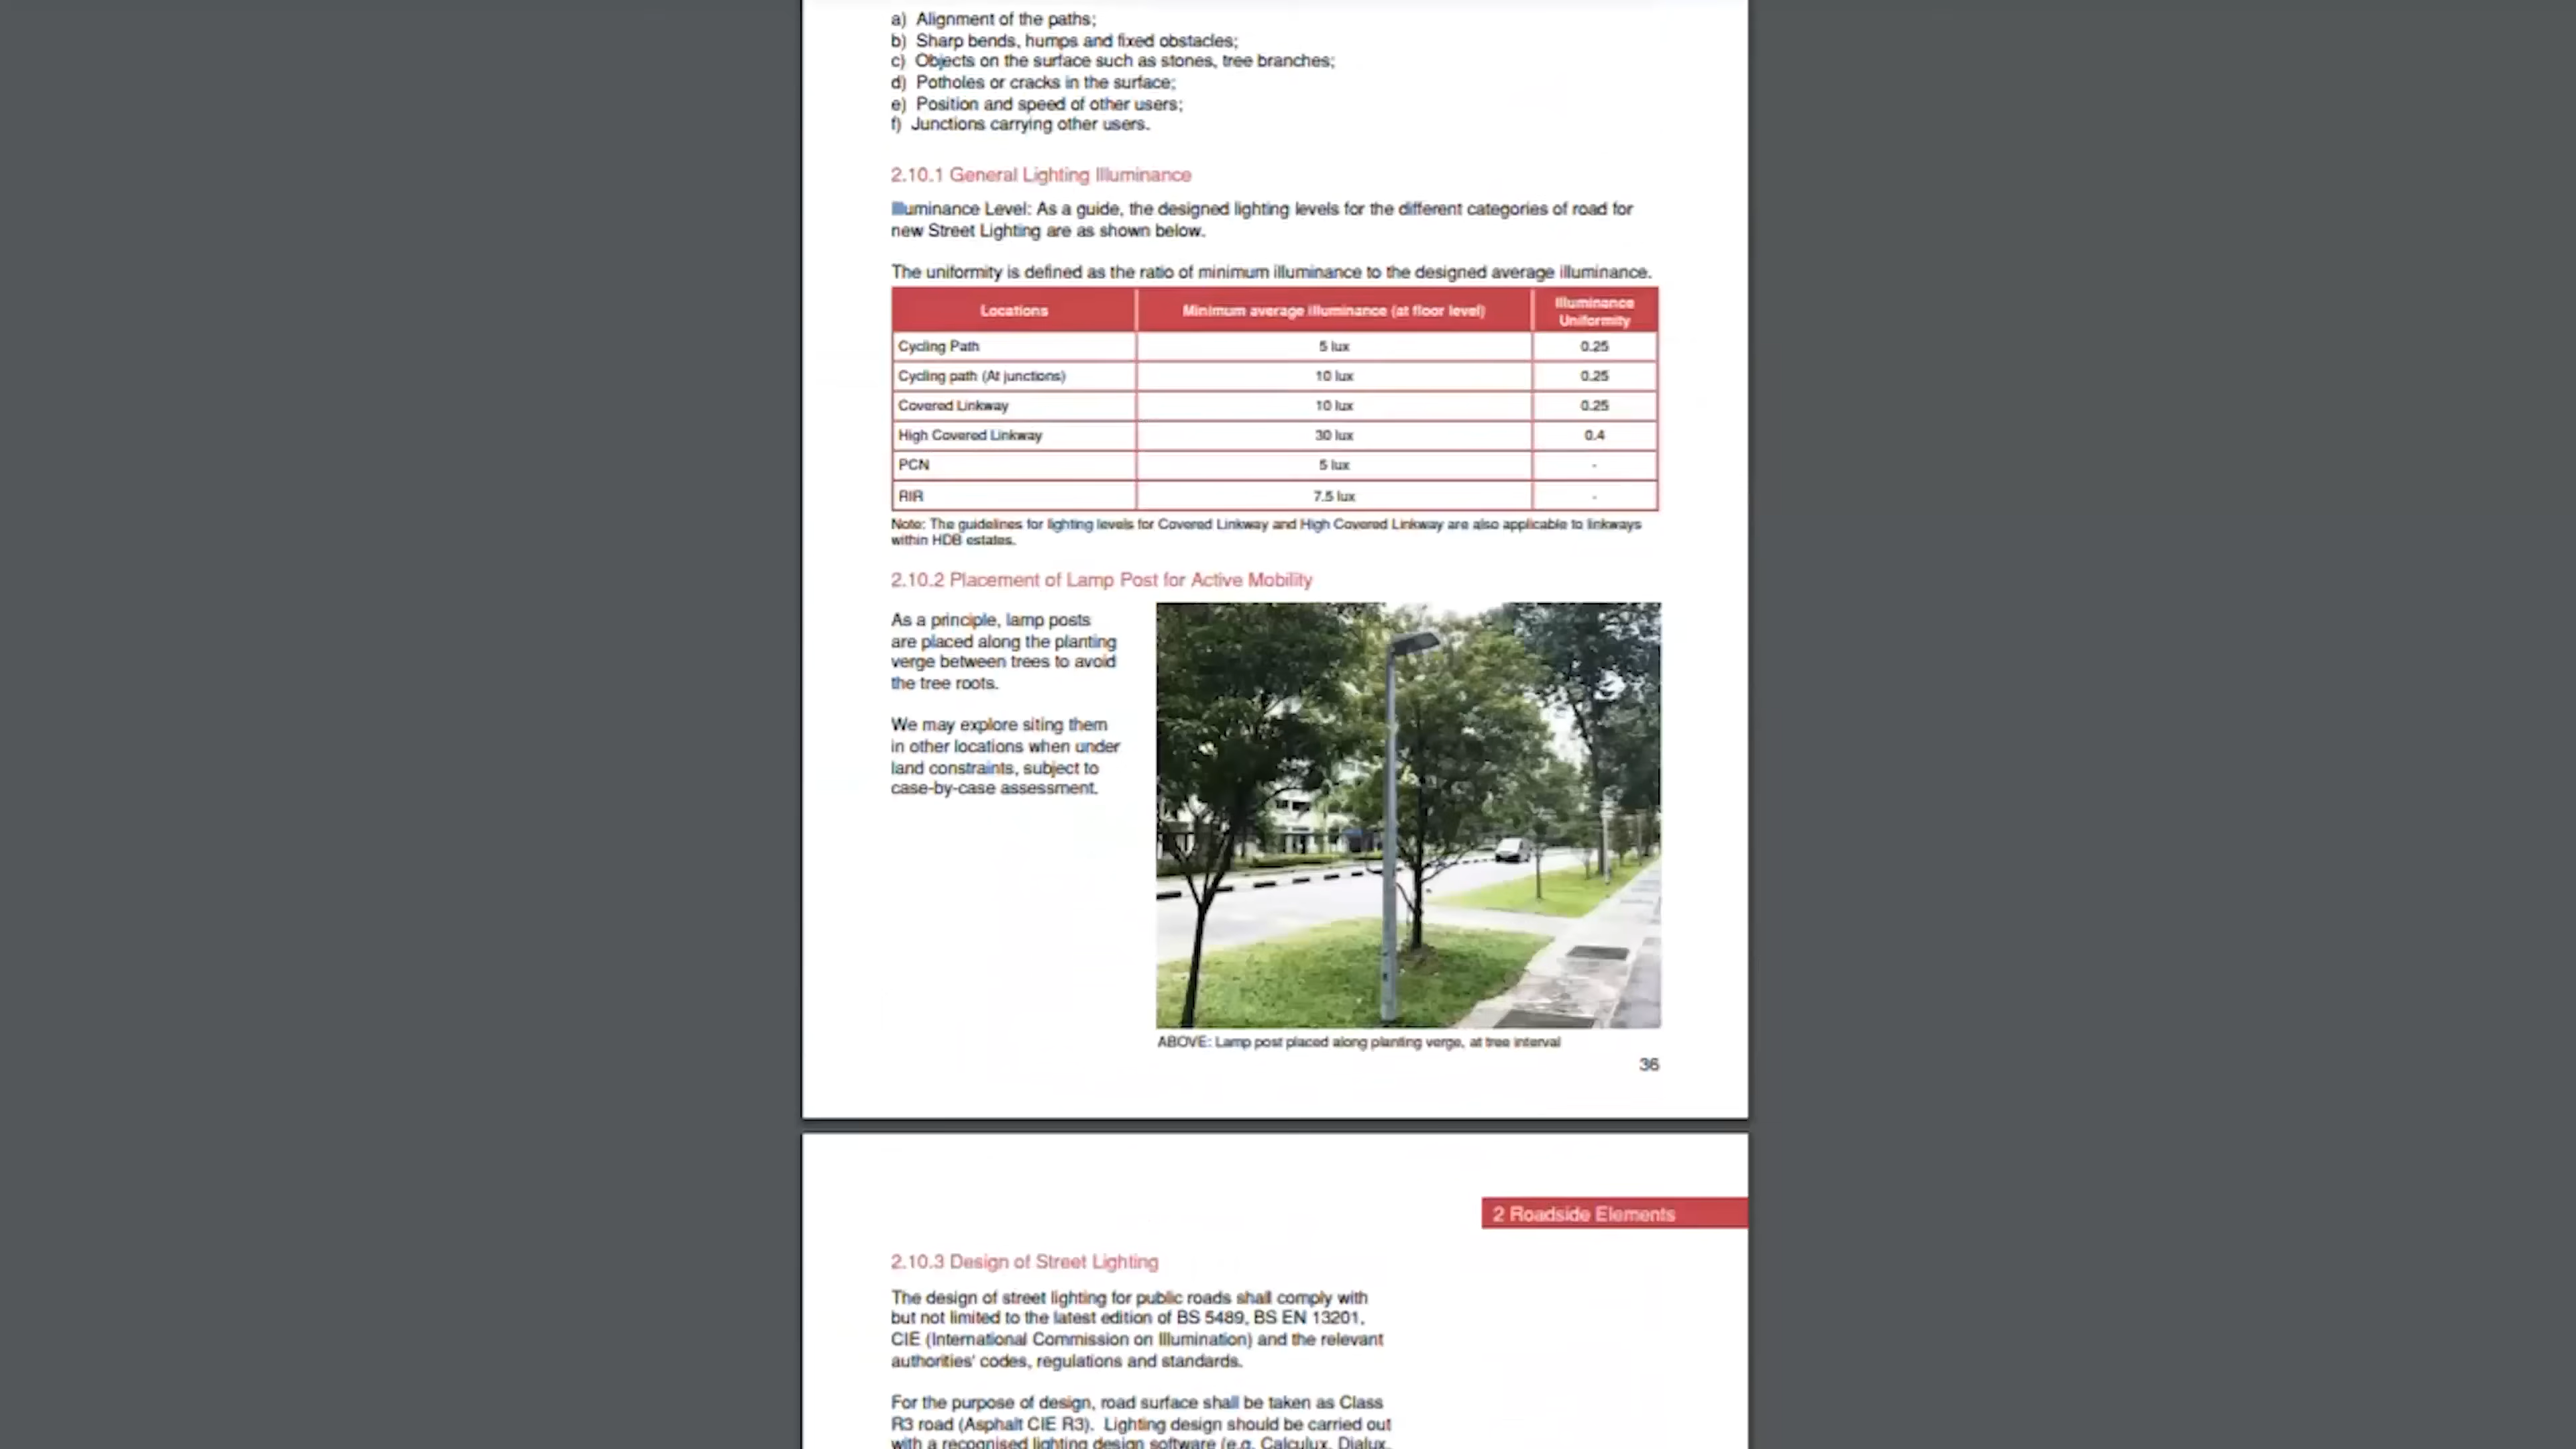 a) Alignment of the paths;
b) Sharp bends, humps and fixed obstacles;
c) Objects on the surface such as stones, tree branches;
d) Potholes or cracks in the surface;
e) Position and speed of other users;
f) Junctions carrying other users.
2.10.1 General Lighting Illuminance
Illuminance Level: As a guide, the designed lighting levels for the different categories of road for
new Street Lighting are as shown below.
The uniformity is defined as the ratio of minimum illuminance to the designed average illuminance.
Locations Minimum average illuminance (at floor level) Illuminance Uniformity
Cycling Path 5 lux 0.25
Cycling path (At junctions) 10 lux 0.25
Covered Linkway 10 lux 0.25
High Covered Linkway 30 lux 0.4
PCN 5 lux -
RIR 7.5 lux -
Note: The guidelines for lighting levels for Covered Linkway and High Covered Linkway are also applicable to linkways
within HDB estates.
2.10.2 Placement of Lamp Post for Active Mobility
As a principle, lamp posts
are placed along the planting
verge between trees to avoid
the tree roots.
We may explore siting them
in other locations when under
land constraints, subject to
case-by-case assessment.
ABOVE: Lamp post placed along planting verge, at tree interval
36
2 Roadside Elements
2.10.3 Design of Street Lighting
The design of street lighting for public roads shall comply with
but not limited to the latest edition of BS 5489, BS EN 13201,
CIE (International Commission on Illumination) and the relevant
authorities' codes, regulations and standards.
For the purpose of design, road surface shall be taken as Class
R3 road (Asphalt CIE R3). Lighting design should be carried out
with a recognised lighting design software (e.g. Calculux, Dialux,